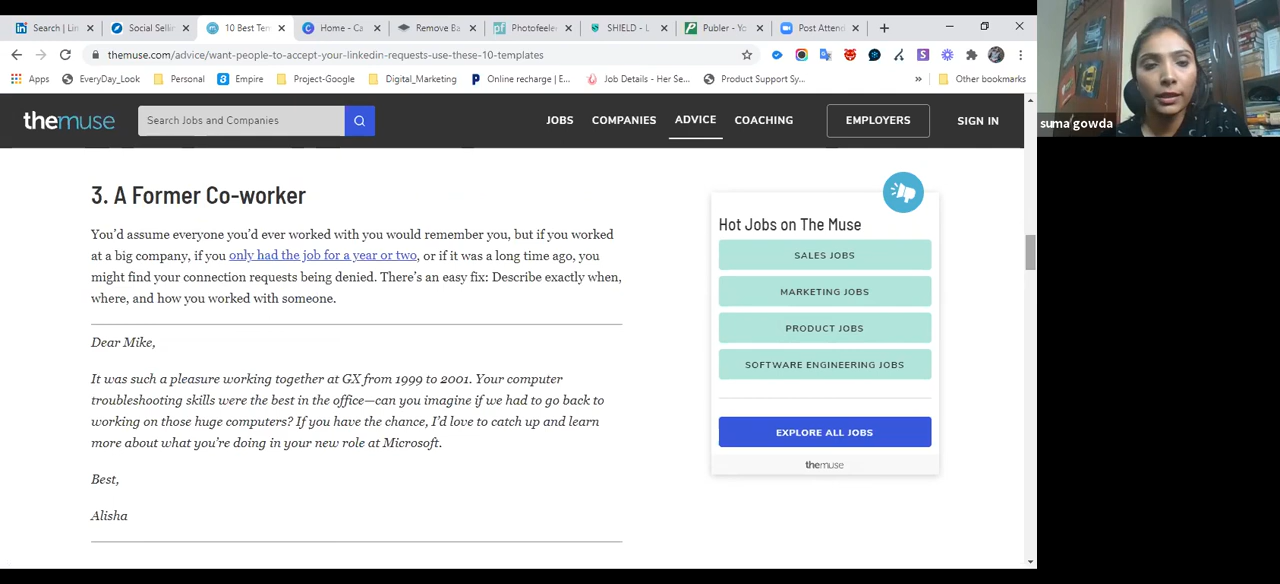 Search | Lin
Social Sellin
10 Best Tem
Home - Ca
Remove Ba
Photofeele
SHIELD - L
Publer - Yo
Post Attend
themuse.com/advice/want-people-to-accept-your-linkedin-requests-use-these-10-templates
Apps
EveryDay_Look
Personal
Empire
Project-Google
Digital_Marketing
Online recharge | E...
Job Details - Her Se...
Product Support Sy...
»
Other bookmarks
suma gowda
themuse
Search Jobs and Companies
JOBS
COMPANIES
ADVICE
COACHING
EMPLOYERS
SIGN IN
3. A Former Co-worker
You'd assume everyone you'd ever worked with you would remember you, but if you worked
at a big company, if you only had the job for a year or two, or if it was a long time ago, you
might find your connection requests being denied. There's an easy fix: Describe exactly when,
where, and how you worked with someone.
Dear Mike,
It was such a pleasure working together at GX from 1999 to 2001. Your computer
troubleshooting skills were the best in the office—can you imagine if we had to go back to
working on those huge computers? If you have the chance, I'd love to catch up and learn
more about what you're doing in your new role at Microsoft.
Best,
Alisha
Hot Jobs on The Muse
SALES JOBS
MARKETING JOBS
PRODUCT JOBS
SOFTWARE ENGINEERING JOBS
EXPLORE ALL JOBS
themuse